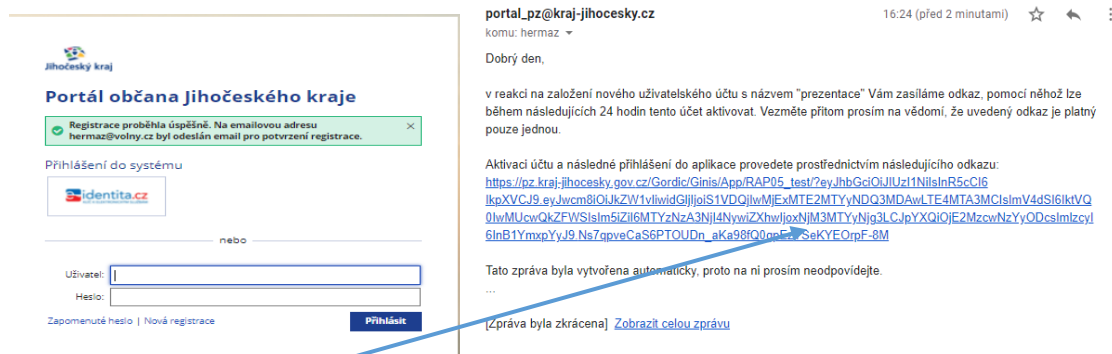 Jihočeský kraj
Portál občana Jihočeského kraje
Registrace proběhla úspěšně. Na emailovou adresu
hermaz@volny.cz byl odeslán email pro potvrzení registrace.
Přihlášení do systému
identita.cz
nebo
Uživatel:
Heslo:
Zapomenuté heslo | Nová registrace
Přihlásit
portal_pz@kraj-jihocesky.cz
16:24 (před 2 minutami)
komu: hermaz
Dobrý den,
v reakci na založení nového uživatelského účtu s názvem "prezentace" Vám zasíláme odkaz, pomocí něhož lze
během následujících 24 hodin tento účet aktivovat. Vezměte přitom prosím na vědomí, že uvedený odkaz je platný
pouze jednou.
Aktivaci účtu a následné přihlášení do aplikace provedete prostřednictvím následujícího odkazu:
https://pz.kraj-jihocesky.gov.cz/Gordic/Ginis/App/RAP05_test/?eyJhbGciOiJIUzI1NiIsInR5cCI6
Tato zpráva byla vytvořena automaticky, proto na ni prosím neodpovídejte.
...
[Zpráva byla zkrácena] Zobrazit celou zprávu